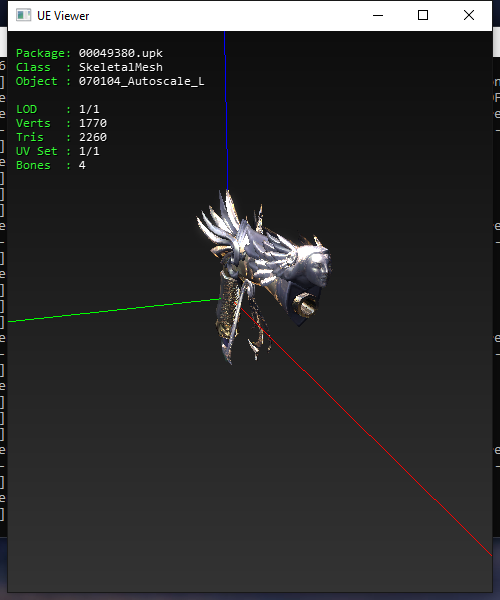 UE Viewer
Package: 00049380.upk
Class : SkeletalMesh
Object : 070104_Autoscale_L
LOD : 1/1
Verts : 1770
Tris : 2260
UV Set : 1/1
Bones : 4